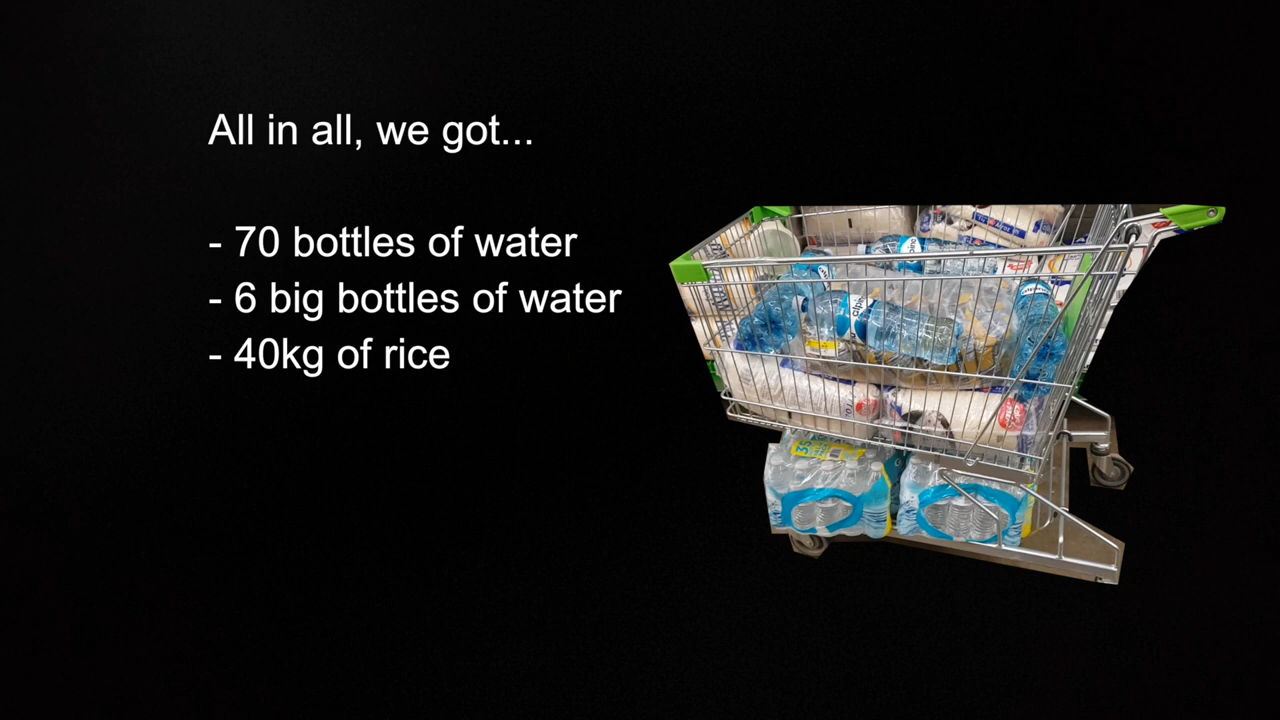 All in all, we got...
- 70 bottles of water
- 6 big bottles of water
- 40kg of rice